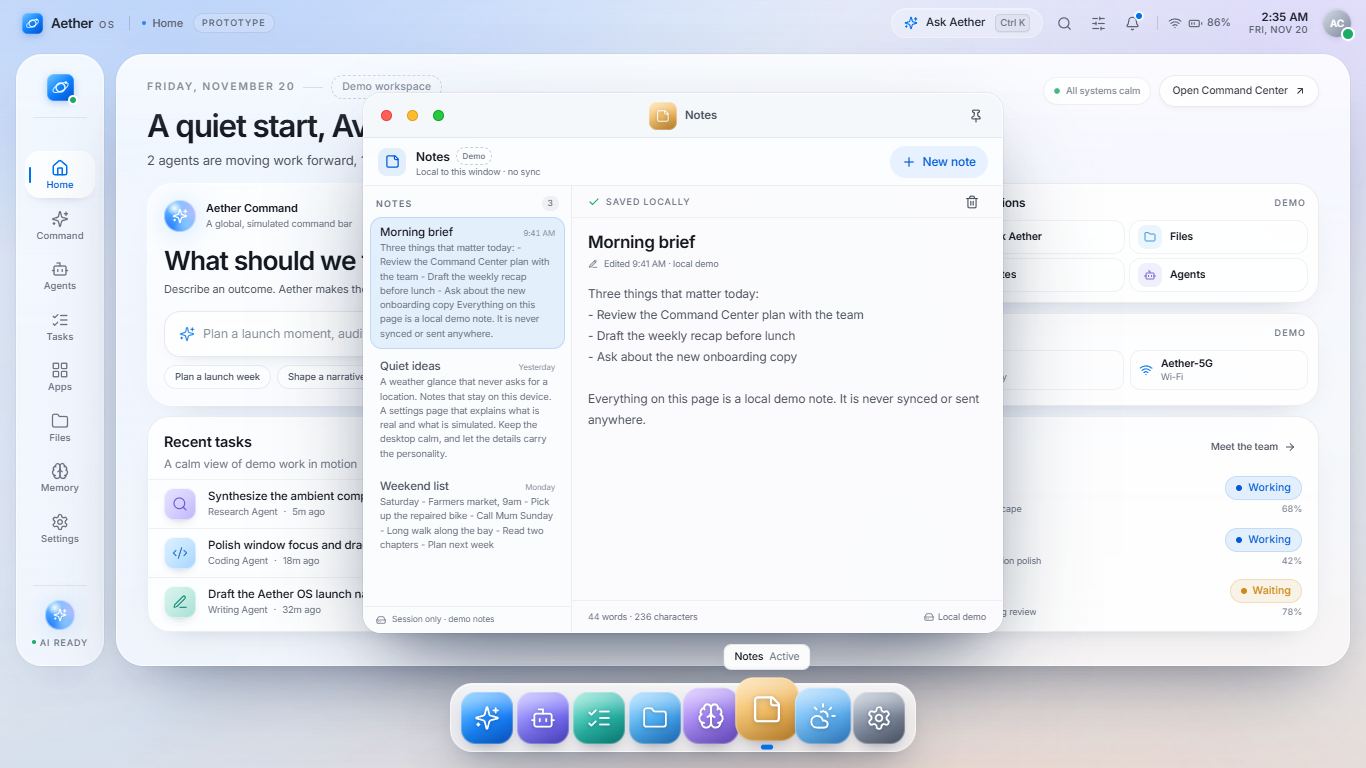 Aether OS
Home
PROTOTYPE
Ask Aether
Ctrl K
86%
2:35 AM
FRI, NOV 20
AC
Home
Command
Agents
Tasks
Apps
Files
Memory
Settings
AI READY
FRIDAY, NOVEMBER 20
Demo workspace
A quiet start, Av
2 agents are moving work forward,
All systems calm
Open Command Center
Aether Command
A global, simulated command bar
What should we
Describe an outcome. Aether makes the
Plan a launch moment, audi
Plan a launch week
Shape a narrative
Recent tasks
A calm view of demo work in motion
Synthesize the ambient comp
Research Agent · 5m ago
Polish window focus and dra
Coding Agent · 18m ago
Draft the Aether OS launch na
Writing Agent · 32m ago
Notes
Notes
Demo
Local to this window · no sync
New note
NOTES
3
Morning brief
9:41 AM
Three things that matter today: -
Review the Command Center plan with
the team - Draft the weekly recap
before lunch - Ask about the new
onboarding copy Everything on this
page is a local demo note. It is never
synced or sent anywhere.
Quiet ideas
Yesterday
A weather glance that never asks for a
location. Notes that stay on this device.
A settings page that explains what is
real and what is simulated. Keep the
desktop calm, and let the details carry
the personality.
Weekend list
Monday
Saturday - Farmers market, 9am - Pick
up the repaired bike - Call Mum Sunday
- Long walk along the bay - Read two
chapters - Plan next week
Session only · demo notes
SAVED LOCALLY
Morning brief
Edited 9:41 AM · local demo
Three things that matter today:
- Review the Command Center plan with the team
- Draft the weekly recap before lunch
- Ask about the new onboarding copy
Everything on this page is a local demo note. It is never synced or sent
anywhere.
44 words · 236 characters
Local demo
ions
DEMO
k Aether
Files
tes
Agents
DEMO
y
Aether-5G
Wi-Fi
Meet the team
Working
cape
68%
Working
on polish
42%
Waiting
g review
78%
Notes Active